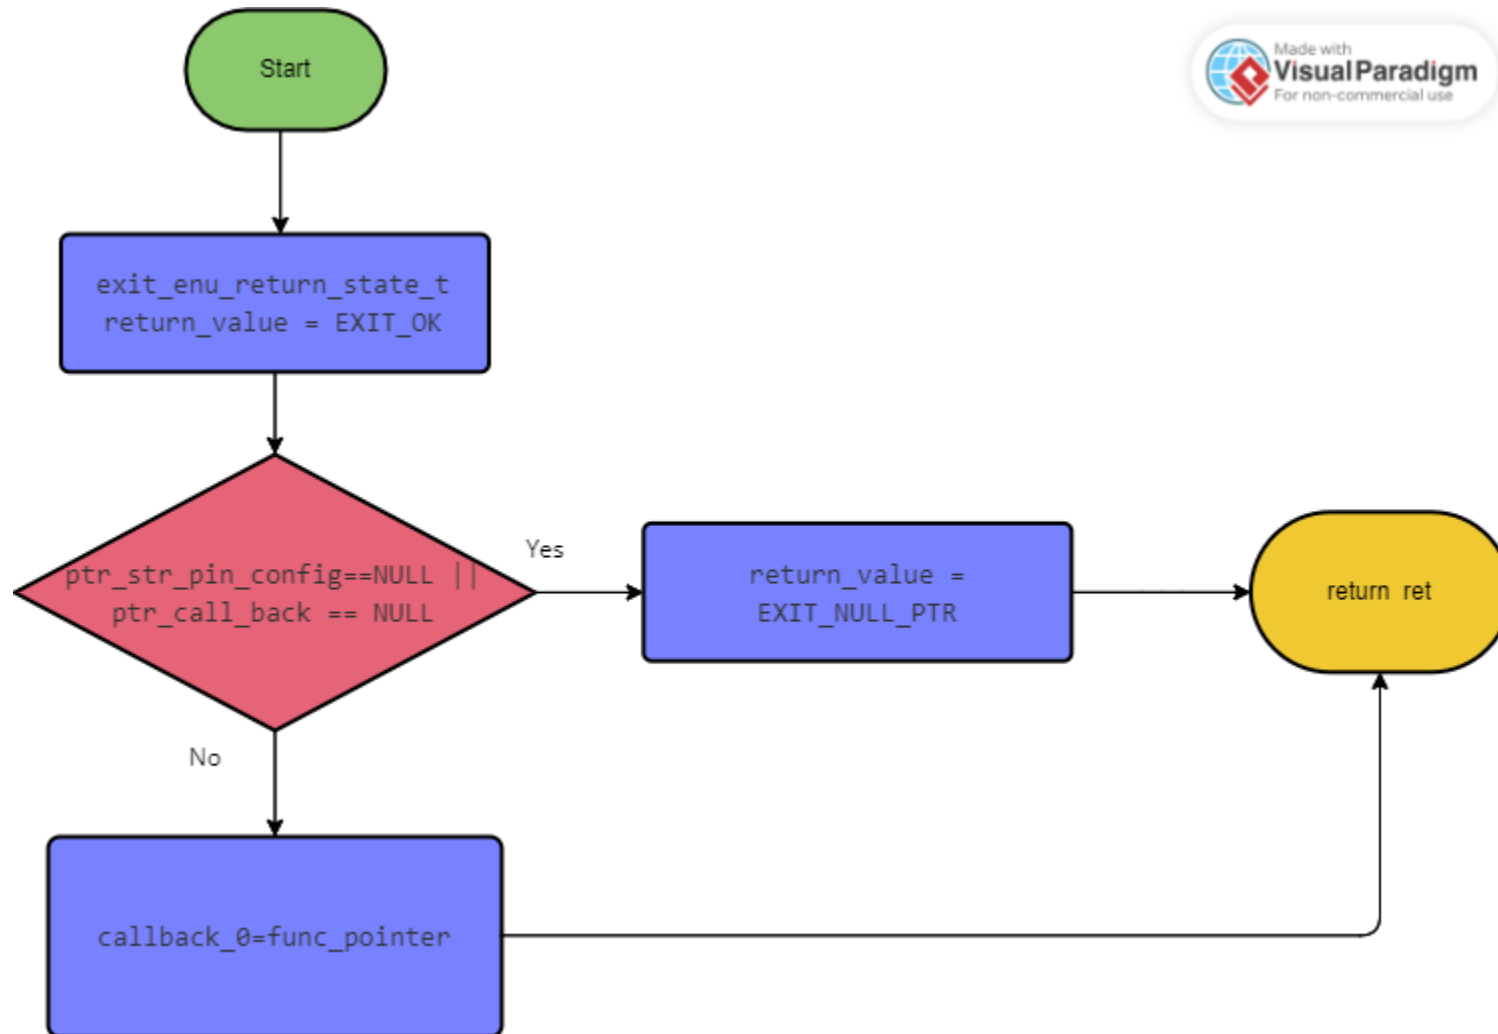 Start
Made with
Visual Paradigm
For non-commercial use
exit_enu_return_state_t
return_value = EXIT_OK
ptr_str_pin_config==NULL ||
ptr_call_back == NULL
Yes
return_value =
EXIT_NULL_PTR
return ret
No
callback_0=func_pointer